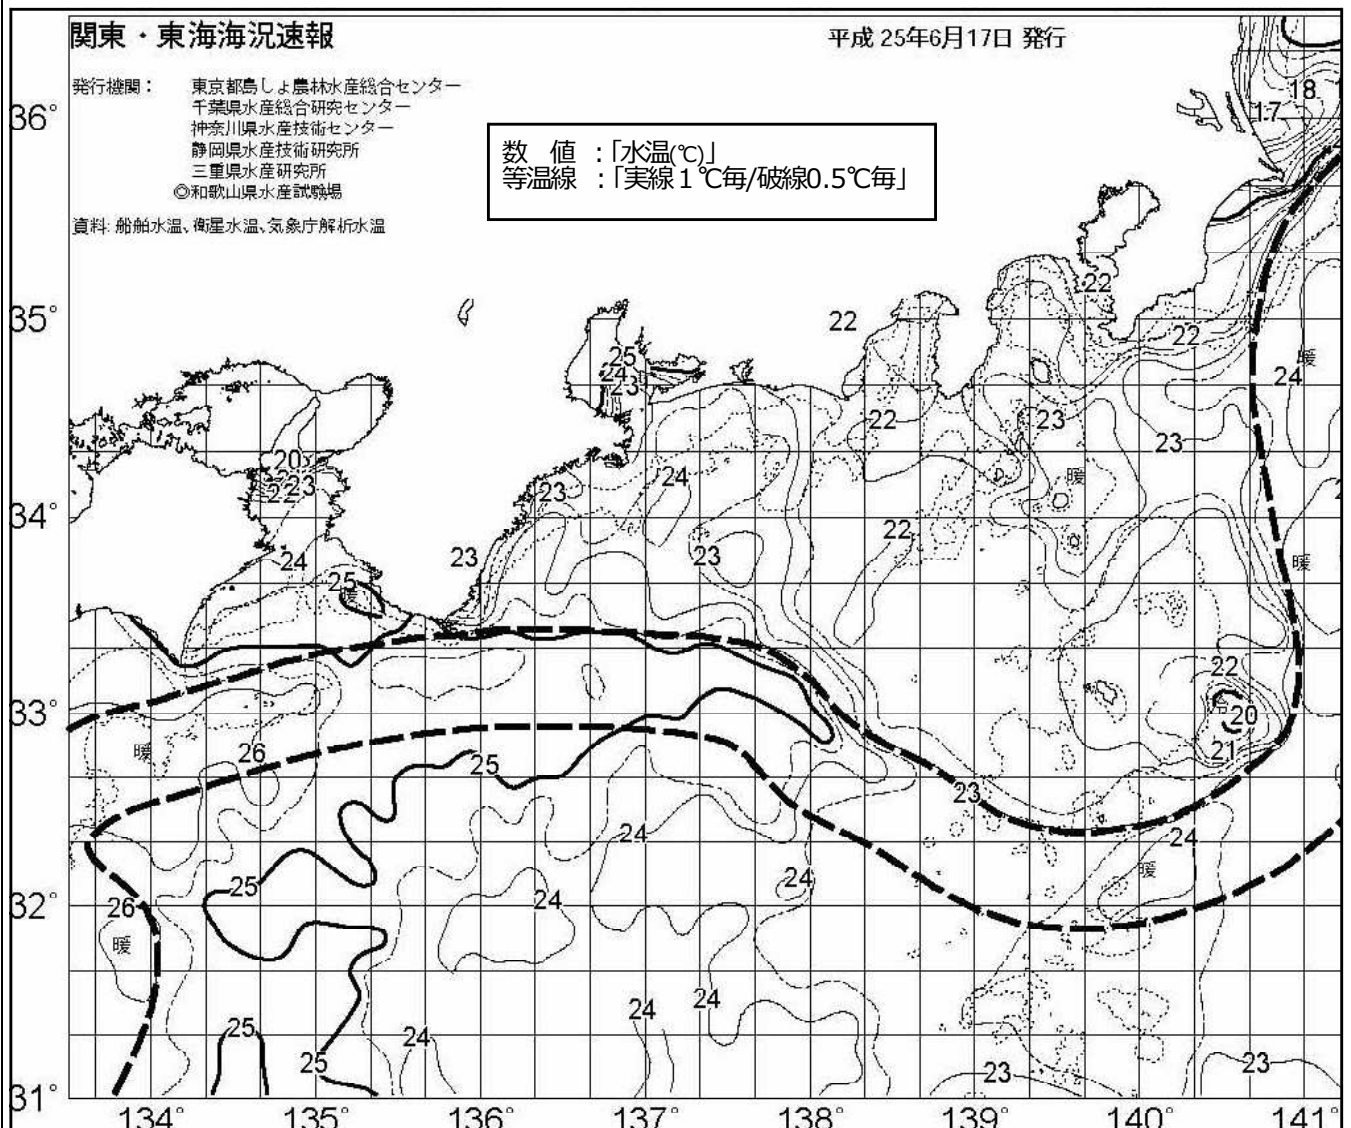 関東・東海海況速報
平成 25年6月17日 発行
発行機関： 東京都島しょ農林水産総合センター
千葉県水産総合研究センター
神奈川県水産技術センター
静岡県水産技術研究所
三重県水産研究所
◎和歌山県水産試験場
資料: 船舶水温、衛星水温、気象庁解析水温
数　値 ：「水温(℃)」
等温線 ：「実線１℃毎/破線0.5℃毎」
18
36°
17
22
35°
22
22
25
暖
24
24
23
22
23
23
20
24
暖
23
22
23
34°
22
23
23
24
暖
25
暖
22
33°
冷
20
暖
26
21
25
23
24
24
暖
24
25
24
32°
26
暖
24
24
25
24
25
23
23
31°
134°
135°
136°
137°
138°
139°
140°
141°